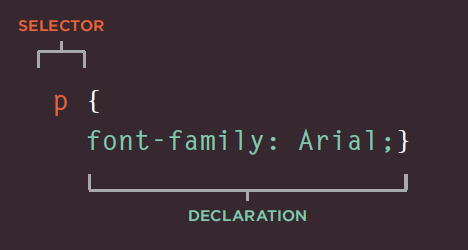 SELECTOR
p {
font-family: Arial;}
DECLARATION